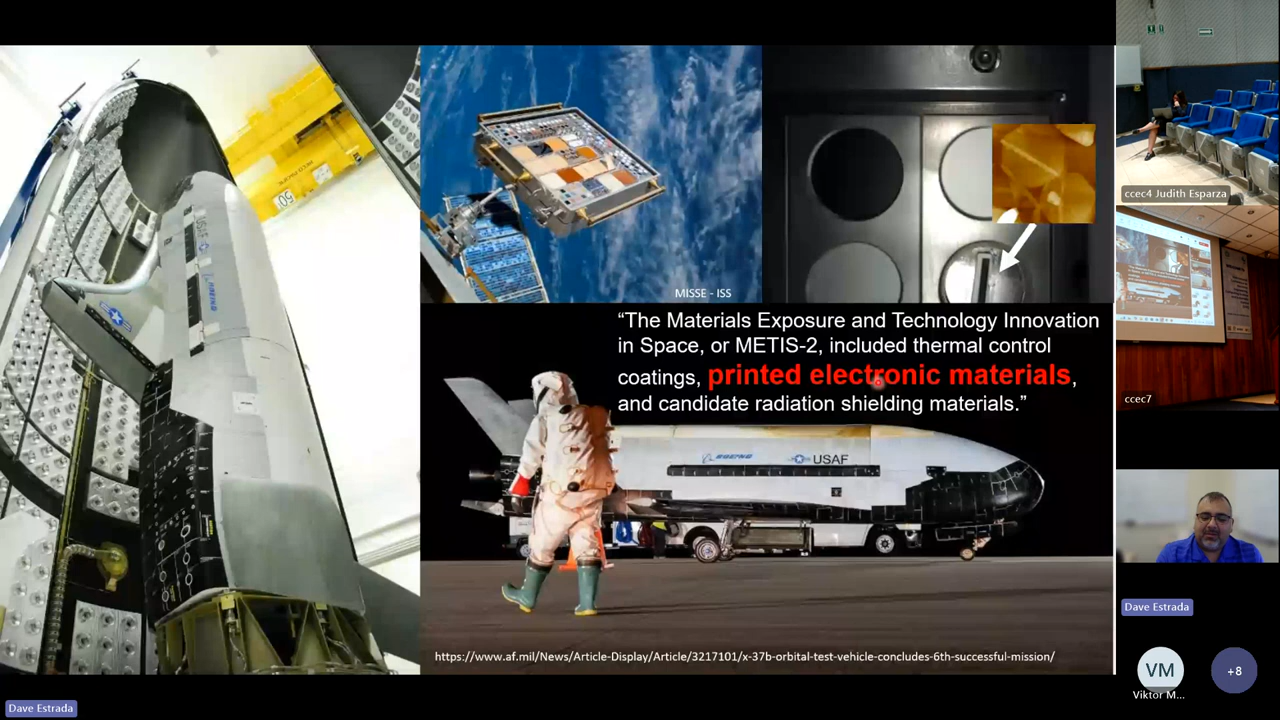 USAF
BOEING
MISSE - ISS
“The Materials Exposure and Technology Innovation
in Space, or METIS-2, included thermal control
coatings, printed electronic materials,
and candidate radiation shielding materials.”
BOEING
USAF
https://www.af.mil/News/Article-Display/Article/3217101/x-37b-orbital-test-vehicle-concludes-6th-successful-mission/
Dave Estrada
ccec4 Judith Esparza
ccec7
Dave Estrada
VM
Viktor M...
+8